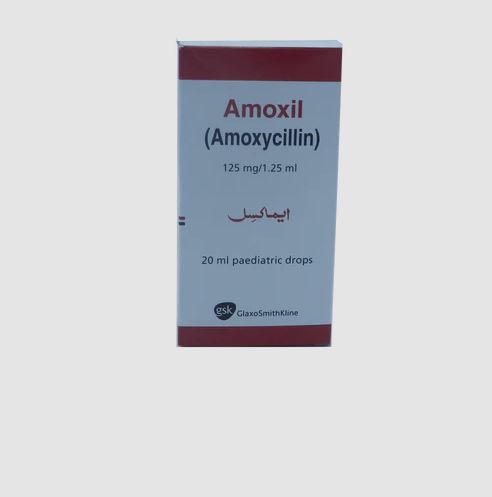 Amoxil
(Amoxycillin)
125 mg/1.25 ml
ایماکسِل
20 ml paediatric drops
gsk GlaxoSmithKline